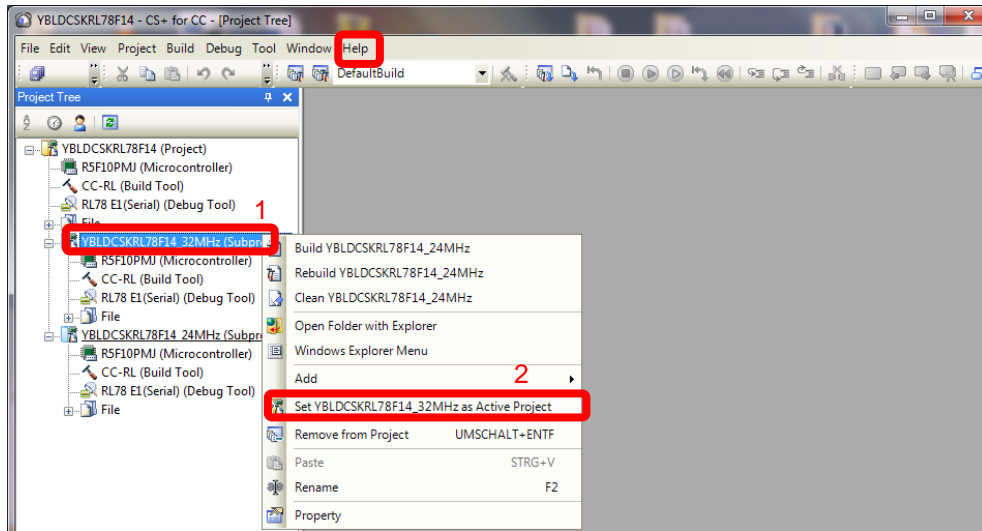 YBLDCSKRL78F14 - CS+ for CC - [Project Tree]
File Edit View Project Build Debug Tool Window Help
DefaultBuild
Project Tree
YBLDCSKRL78F14 (Project)
R5F10PMJ (Microcontroller)
CC-RL (Build Tool)
RL78 E1(Serial) (Debug Tool)
1
File
YBLDCSKRL78F14_32MHz (Subpro
R5F10PMJ (Microcontroller)
CC-RL (Build Tool)
RL78 E1(Serial) (Debug Tool)
File
YBLDCSKRL78F14_24MHz (Subpro
R5F10PMJ (Microcontroller)
CC-RL (Build Tool)
RL78 E1(Serial) (Debug Tool)
File
Build YBLDCSKRL78F14_24MHz
Rebuild YBLDCSKRL78F14_24MHz
Clean YBLDCSKRL78F14_24MHz
Open Folder with Explorer
Windows Explorer Menu
Add
2
Set YBLDCSKRL78F14_32MHz as Active Project
Remove from Project UMSCHALT+ENTF
Paste STRG+V
Rename F2
Property